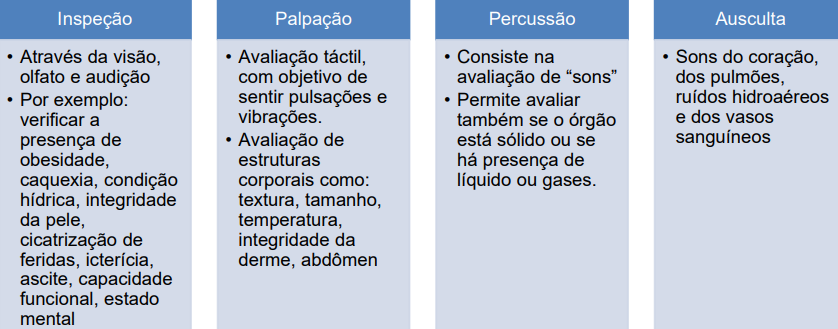 Inspeção
• Através da visão,
olfato e audição
• Por exemplo:
verificar a
presença de
obesidade,
caquexia, condição
hídrica, integridade
da pele,
cicatrização de
feridas, icterícia,
ascite, capacidade
funcional, estado
mental
Palpação
• Avaliação táctil,
com objetivo de
sentir pulsações e
vibrações.
• Avaliação de
estruturas
corporais como:
textura, tamanho,
temperatura,
integridade da
derme, abdômen
Percussão
• Consiste na
avaliação de “sons”
• Permite avaliar
também se o órgão
está sólido ou se
há presença de
líquido ou gases.
Ausculta
• Sons do coração,
dos pulmões,
ruídos hidroaéreos
e dos vasos
sanguíneos